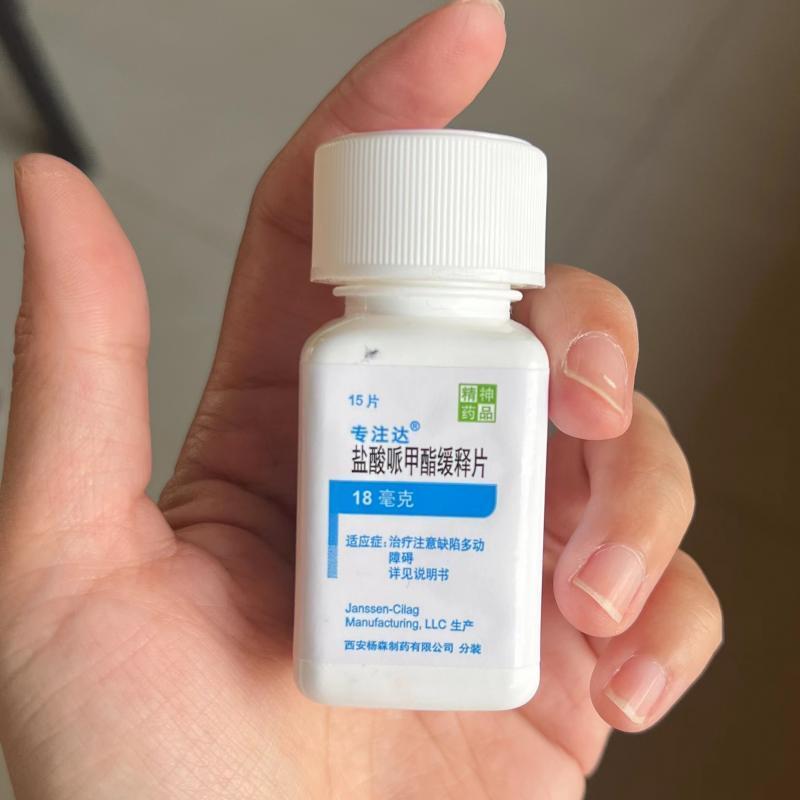 15 片
精神
药品
专注达®
盐酸哌甲酯缓释片
18 毫克
适应症：治疗注意缺陷多动
障碍
详见说明书
Janssen-Cilag
Manufacturing, LLC 生产
西安杨森制药有限公司 分装